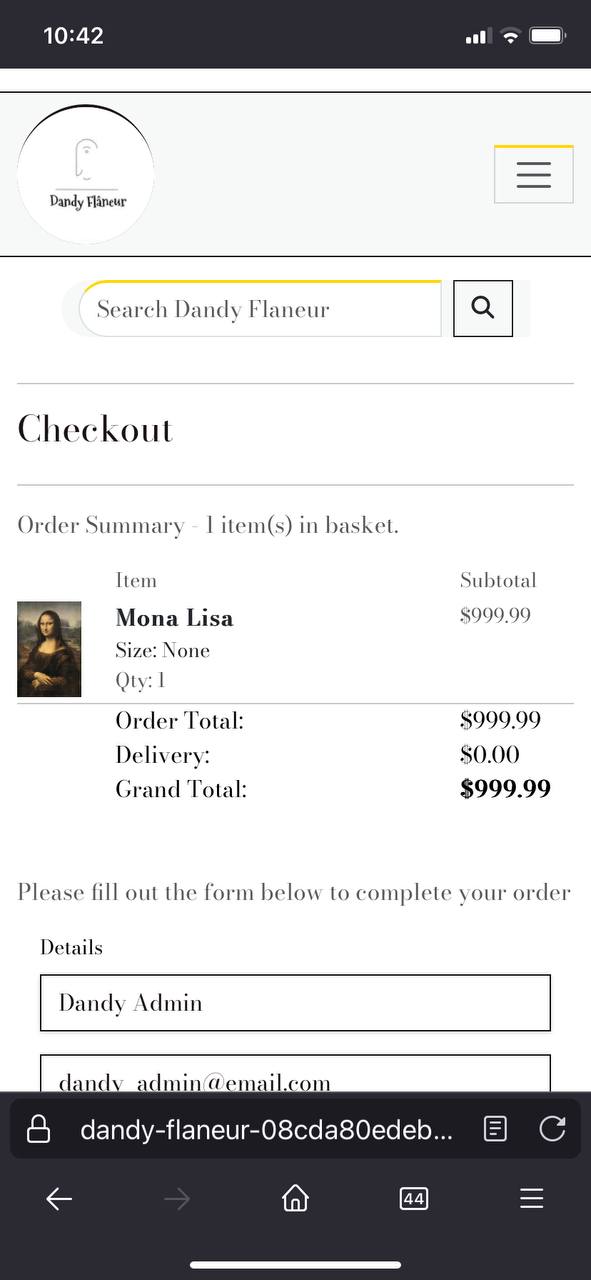 10:42
Dandy Flâneur
Search Dandy Flaneur
Checkout
Order Summary - 1 item(s) in basket.
Item Subtotal
Mona Lisa $999.99
Size: None
Qty: 1
Order Total: $999.99
Delivery: $0.00
Grand Total: $999.99
Please fill out the form below to complete your order
Details
Dandy Admin
dandy_admin@email.com
dandy-flaneur-08cda80edeb...
44